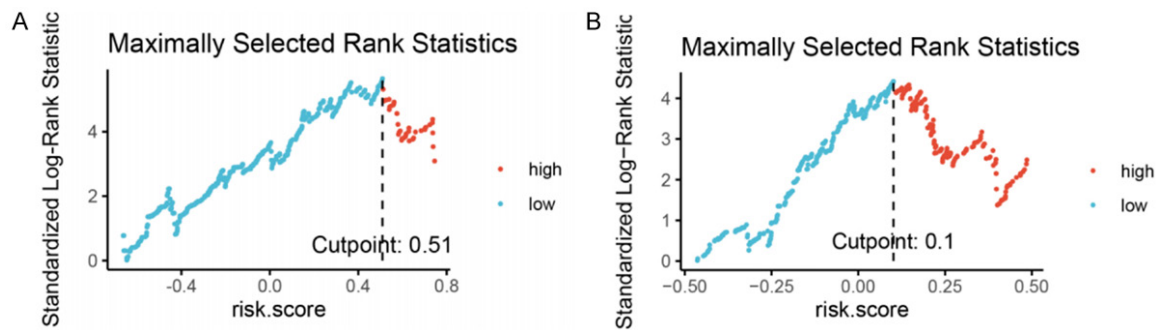 A
Maximally Selected Rank Statistics
Standardized Log-Rank Statistic
4
2
0
Cutpoint: 0.51
-0.4
0.0
0.4
0.8
risk.score
high
low
B
Maximally Selected Rank Statistics
Standardized Log-Rank Statistic
4
3
2
1
0
Cutpoint: 0.1
-0.50
-0.25
0.00
0.25
0.50
risk.score
high
low